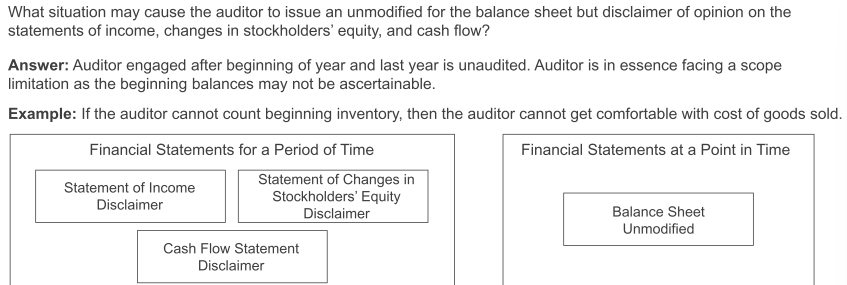 What situation may cause the auditor to issue an unmodified for the balance sheet but disclaimer of opinion on the
statements of income, changes in stockholders' equity, and cash flow?
Answer: Auditor engaged after beginning of year and last year is unaudited. Auditor is in essence facing a scope
limitation as the beginning balances may not be ascertainable.
Example: If the auditor cannot count beginning inventory, then the auditor cannot get comfortable with cost of goods sold.
Financial Statements for a Period of Time
Statement of Income
Disclaimer
Statement of Changes in
Stockholders' Equity
Disclaimer
Cash Flow Statement
Disclaimer
Financial Statements at a Point in Time
Balance Sheet
Unmodified